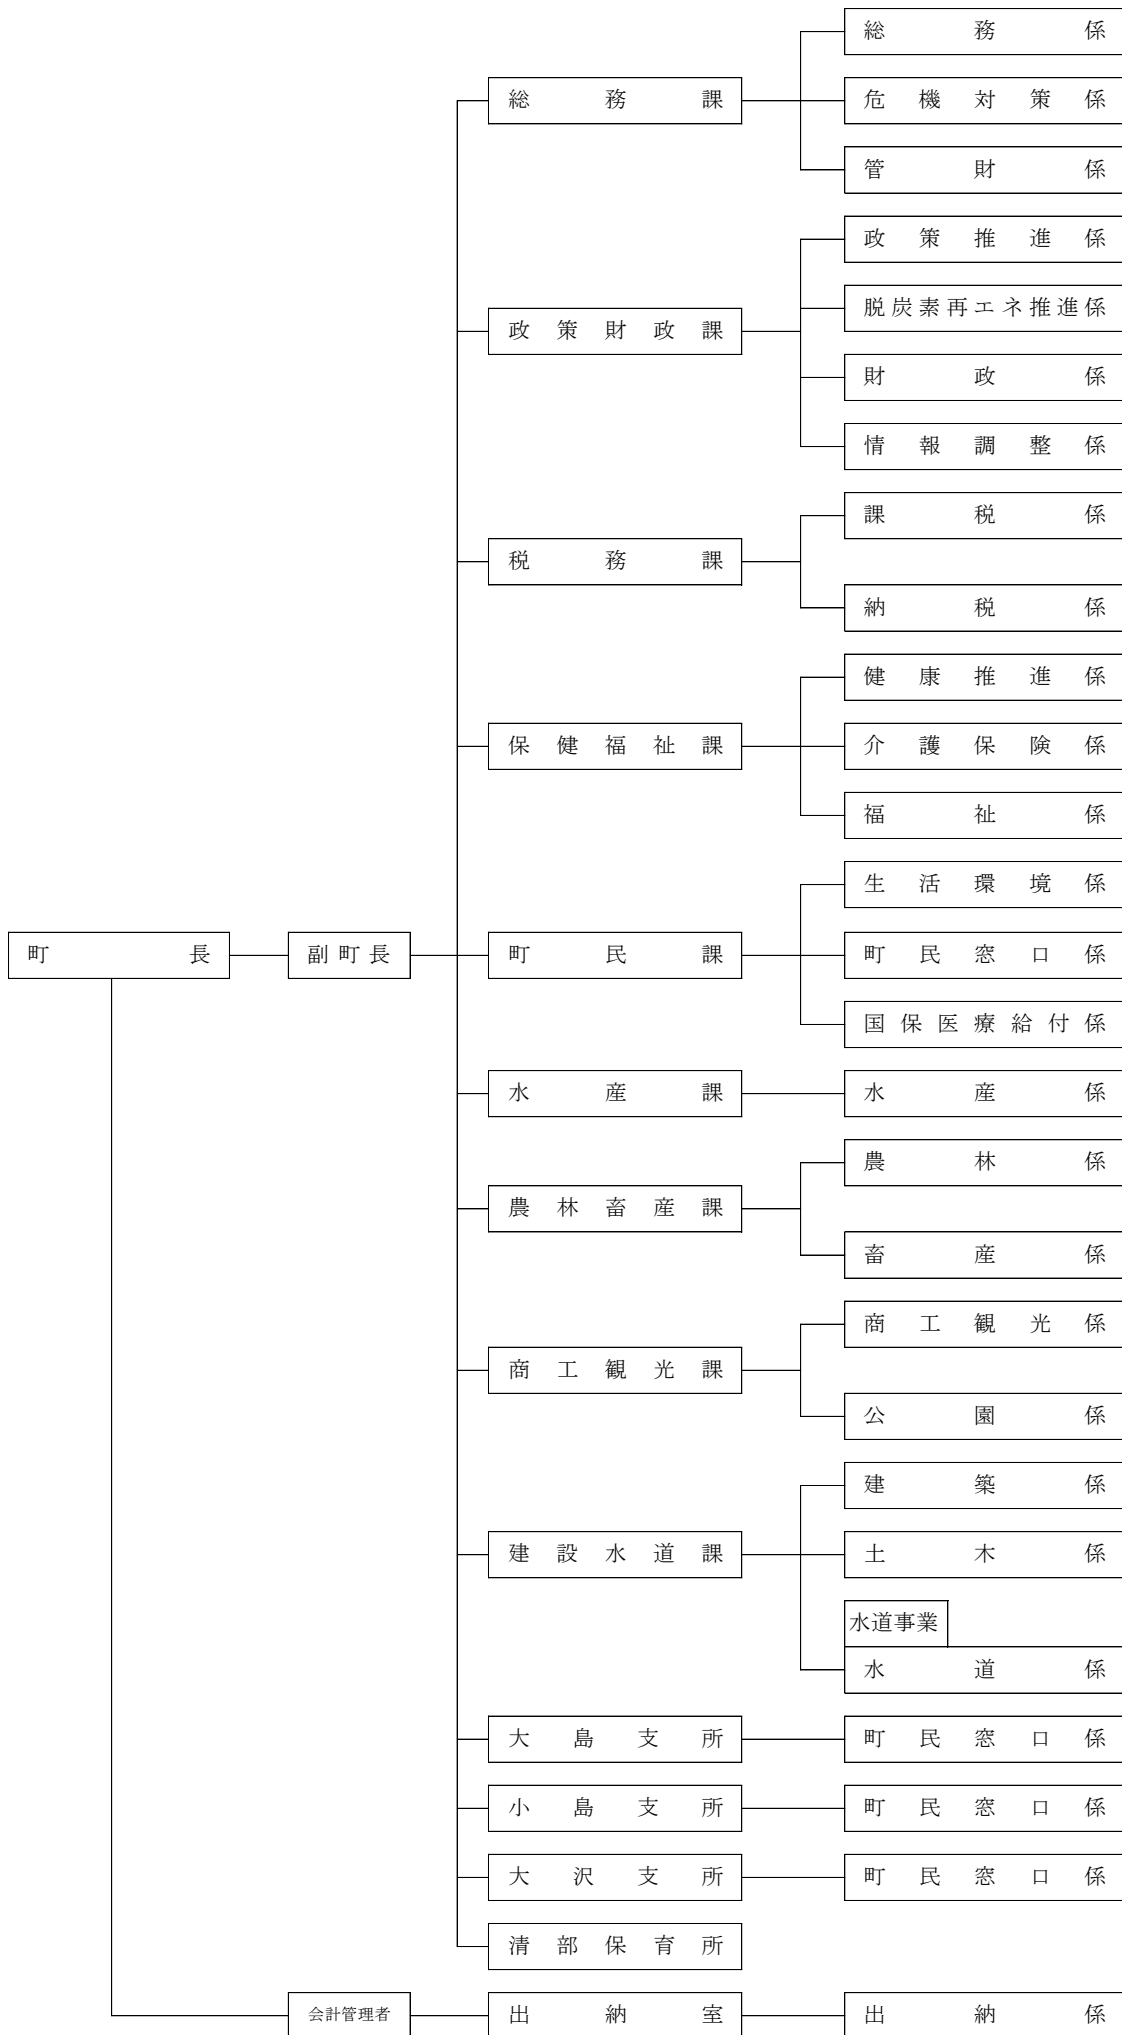 総務係
総務課
危機対策係
管財係
政策推進係
脱炭素再エネ推進係
政策財政課
財政係
情報調整係
課税係
税務課
納税係
健康推進係
保健福祉課
介護保険係
福祉係
生活環境係
町長
副町長
町民課
町民窓口係
国保医療給付係
水産課
水産係
農林係
農林畜産課
畜産係
商工観光係
商工観光課
公園係
建築係
建設水道課
土木係
水道事業
水道係
大島支所
町民窓口係
小島支所
町民窓口係
大沢支所
町民窓口係
清部保育所
会計管理者
出納室
出納係